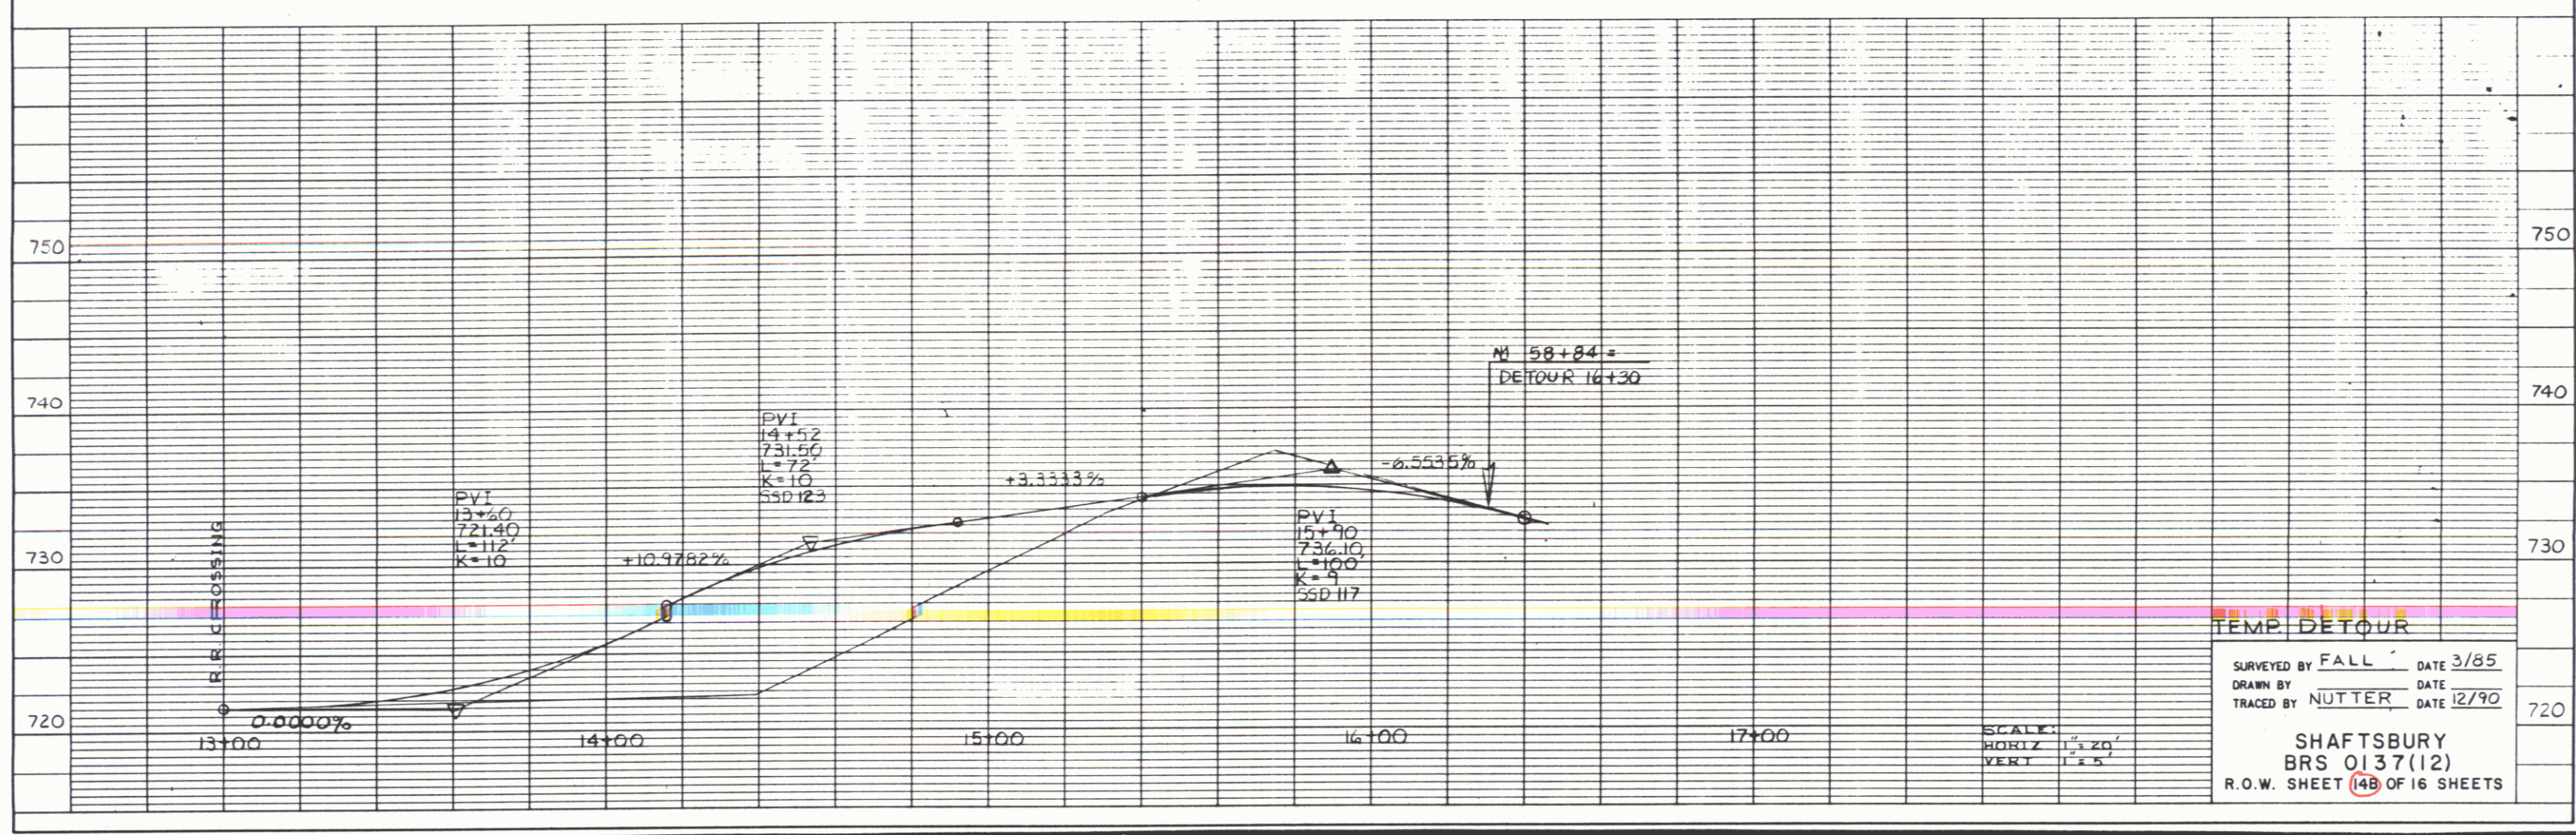 750
750
740
740
730
730
720
720
58+84 =
DETOUR 16+30
PVI
14+52
731.50
L=72'
K=10
SSD 123
+3.3333%
-6.5535%
PVI
13+60
721.40
L=112'
K=10
+10.9782%
PVI
15+90
736.10
L=100'
K=9
SSD 117
R.R. CROSSING
0.0000%
13+00
14+00
15+00
16+00
17+00
SCALE:
HORIZ 1"=20'
VERT 1"=5'
TEMP. DETOUR
SURVEYED BY FALL DATE 3/85
DRAWN BY DATE
TRACED BY NUTTER DATE 12/90
SHAFTSBURY
BRS 0137(12)
R.O.W. SHEET 14B OF 16 SHEETS